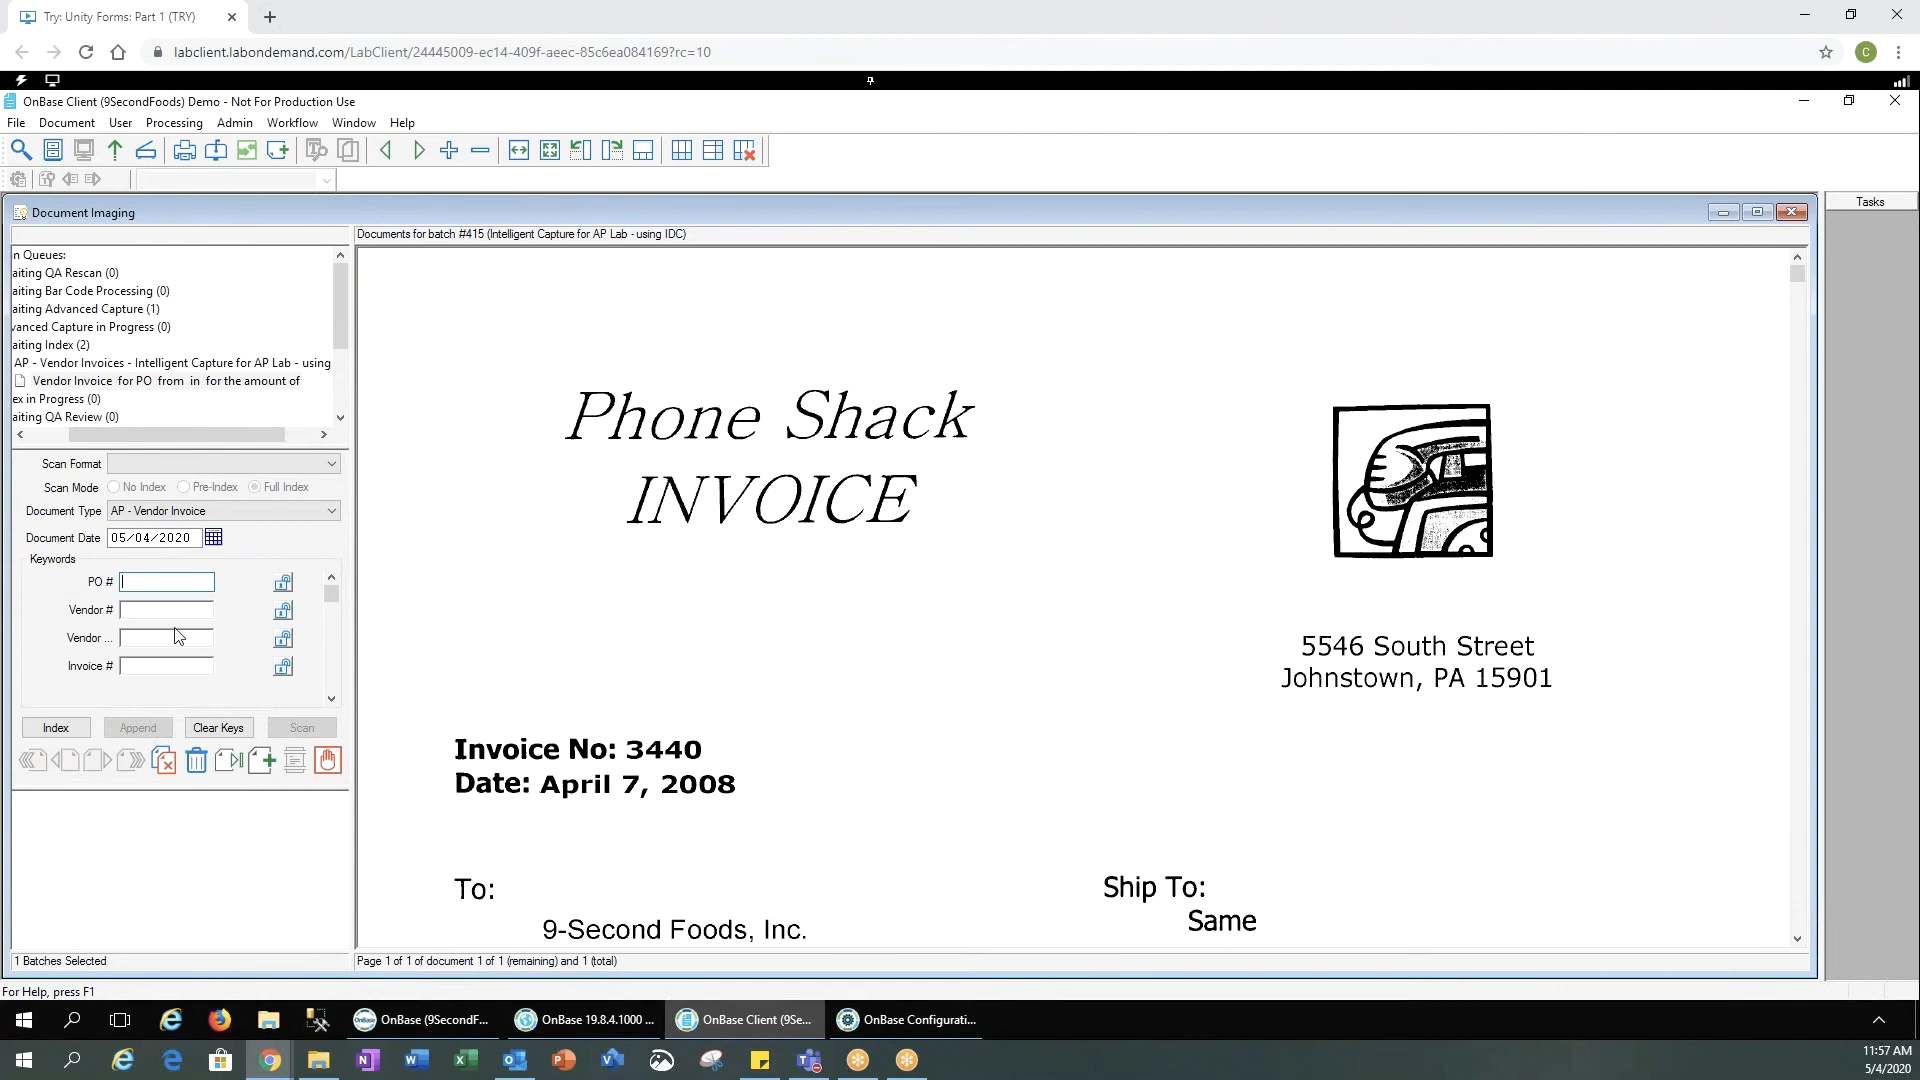 Try: Unity Forms: Part 1 (TRY)
labclient.labondemand.com/LabClient/24445009-ec14-409f-aeec-85c6ea084169?rc=10
C
OnBase Client (9SecondFoods) Demo - Not For Production Use
File Document User Processing Admin Workflow Window Help
Document Imaging
Tasks
Documents for batch #415 (Intelligent Capture for AP Lab - using IDC)
n Queues:
aiting QA Rescan (0)
aiting Bar Code Processing (0)
aiting Advanced Capture (1)
vanced Capture in Progress (0)
aiting Index (2)
AP - Vendor Invoices - Intelligent Capture for AP Lab - using
Vendor Invoice for PO from in for the amount of
ex in Progress (0)
aiting QA Review (0)
Scan Format
Scan Mode No Index Pre-Index Full Index
Document Type AP - Vendor Invoice
Document Date 05/04/2020
Keywords
PO #
Vendor #
Vendor ...
Invoice #
Index Append Clear Keys Scan
1 Batches Selected
Phone Shack
INVOICE
5546 South Street
Johnstown, PA 15901
Invoice No: 3440
Date: April 7, 2008
To:
9-Second Foods, Inc.
Ship To:
Same
Page 1 of 1 of document 1 of 1 (remaining) and 1 (total)
For Help, press F1
OnBase (9SecondF... OnBase 19.8.4.1000 ... OnBase Client (9Se... OnBase Configurati...
11:57 AM
5/4/2020